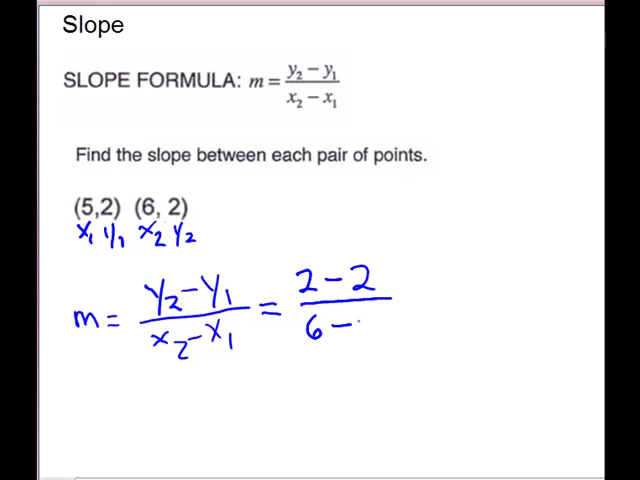 Slope
SLOPE FORMULA: m = y₂ − y₁ / x₂ − x₁
Find the slope between each pair of points.
(5,2) (6, 2)
x₁ y₁ x₂ y₂
m = y₂ − y₁ / x₂ − x₁ = 2 − 2 / 6 −